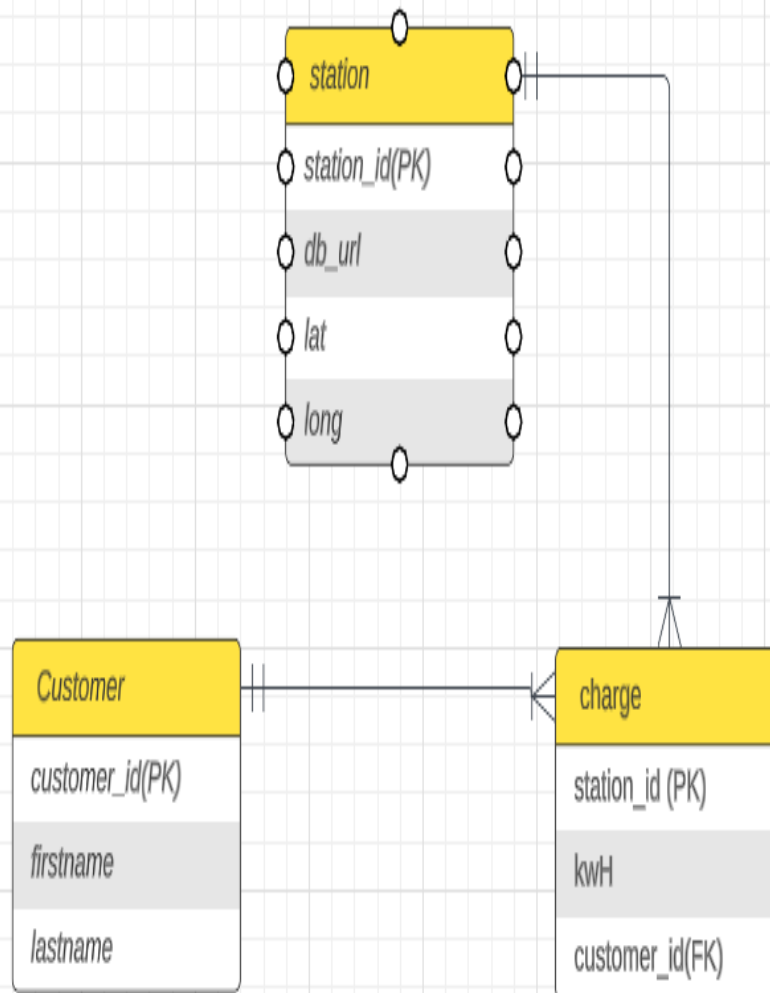 station
station_id(PK)
db_url
lat
long
Customer
customer_id(PK)
firstname
lastname
charge
station_id (PK)
kwH
customer_id(FK)